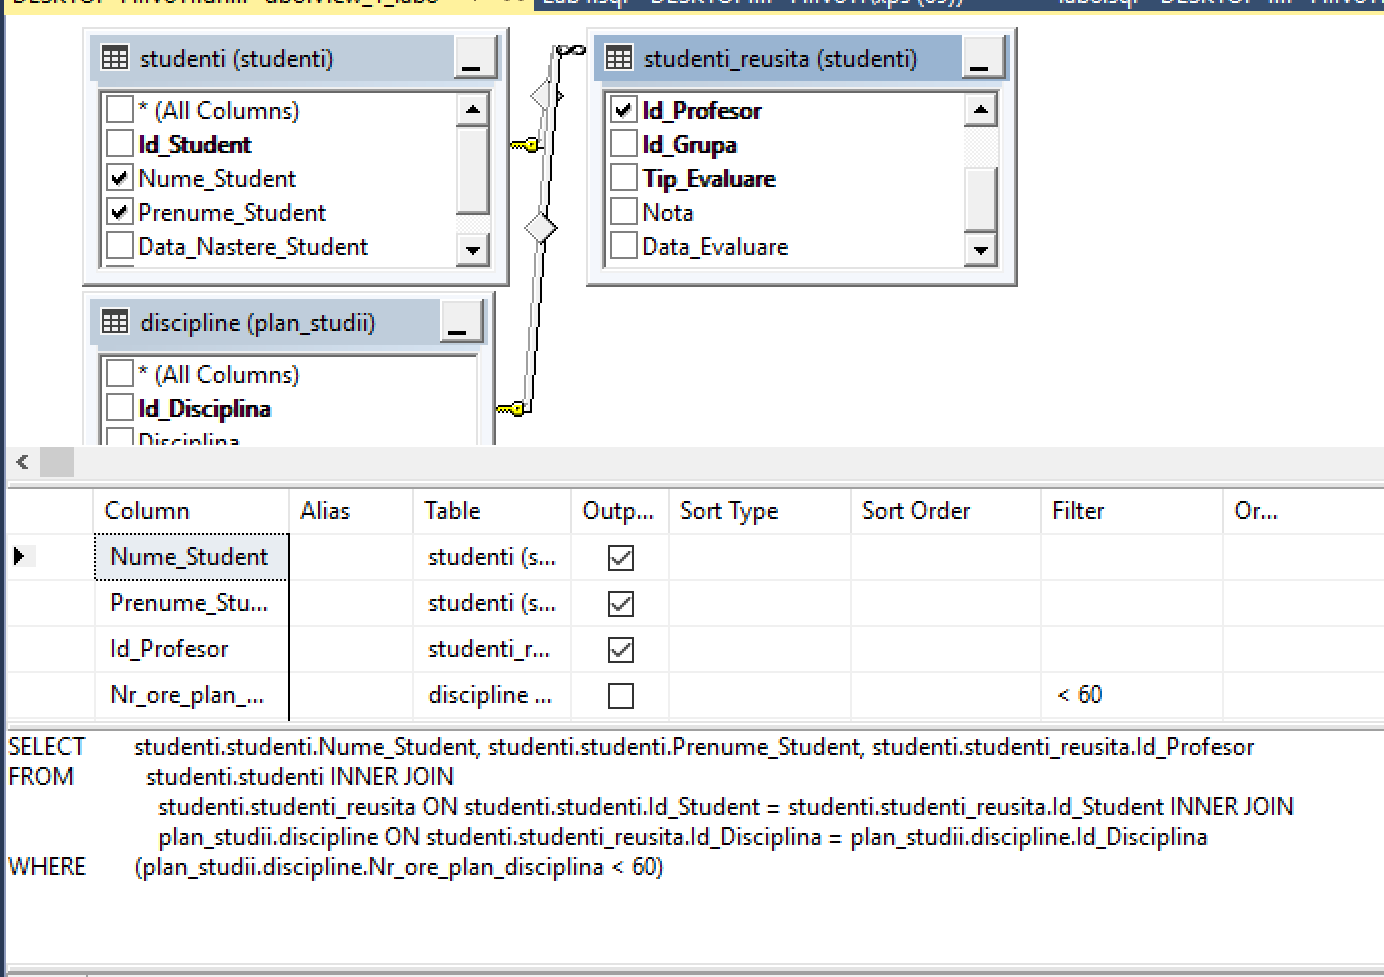 studenti (studenti)
* (All Columns)
Id_Student
Nume_Student
Prenume_Student
Data_Nastere_Student
studenti_reusita (studenti)
Id_Profesor
Id_Grupa
Tip_Evaluare
Nota
Data_Evaluare
discipline (plan_studii)
* (All Columns)
Id_Disciplina
Disciplina
Column Alias Table Outp... Sort Type Sort Order Filter Or...
Nume_Student studenti (s...
Prenume_Stu... studenti (s...
Id_Profesor studenti_r...
Nr_ore_plan_... discipline ... < 60
SELECT studenti.studenti.Nume_Student, studenti.studenti.Prenume_Student, studenti.studenti_reusita.Id_Profesor
FROM studenti.studenti INNER JOIN
studenti.studenti_reusita ON studenti.studenti.Id_Student = studenti.studenti_reusita.Id_Student INNER JOIN
plan_studii.discipline ON studenti.studenti_reusita.Id_Disciplina = plan_studii.discipline.Id_Disciplina
WHERE (plan_studii.discipline.Nr_ore_plan_disciplina < 60)